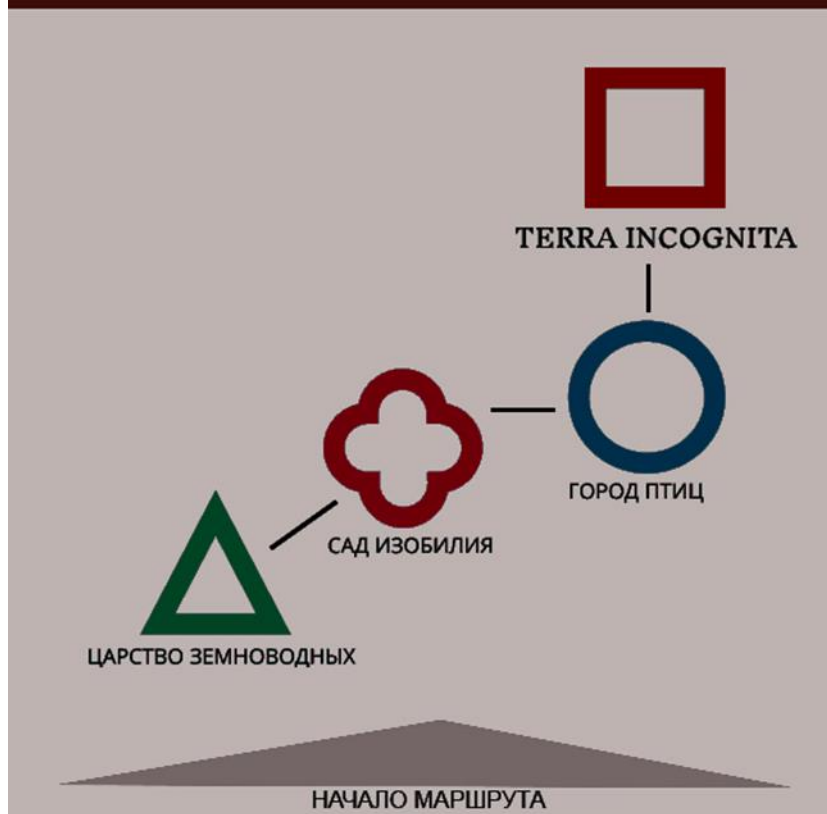 TERRA INCOGNITA
ГОРОД ПТИЦ
САД ИЗОБИЛИЯ
ЦАРСТВО ЗЕМНОВОДНЫХ
НАЧАЛО МАРШРУТА